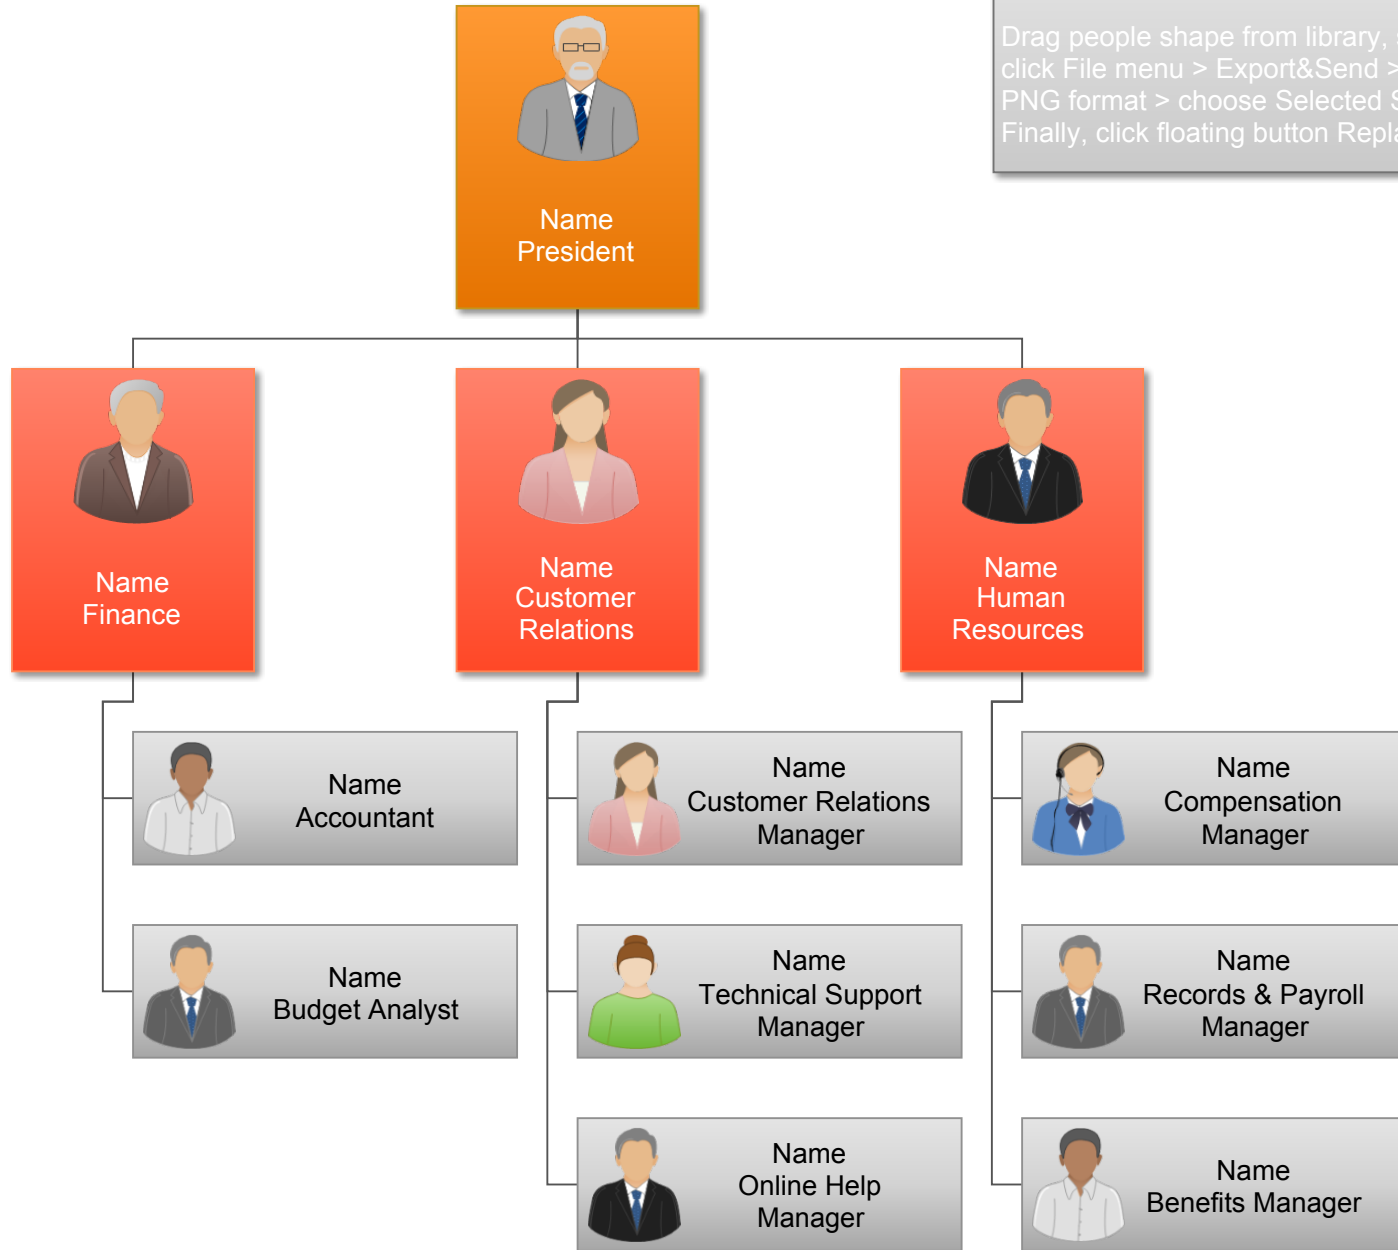 Drag people shape from library,
click File menu > Export&Send >
PNG format > choose Selected
Finally, click floating button
Name
President
Name
Finance
Name
Customer
Relations
Name
Human
Resources
Name
Accountant
Name
Customer Relations
Manager
Name
Compensation
Manager
Name
Budget Analyst
Name
Technical Support
Manager
Name
Records & Payroll
Manager
Name
Online Help
Manager
Name
Benefits Manager